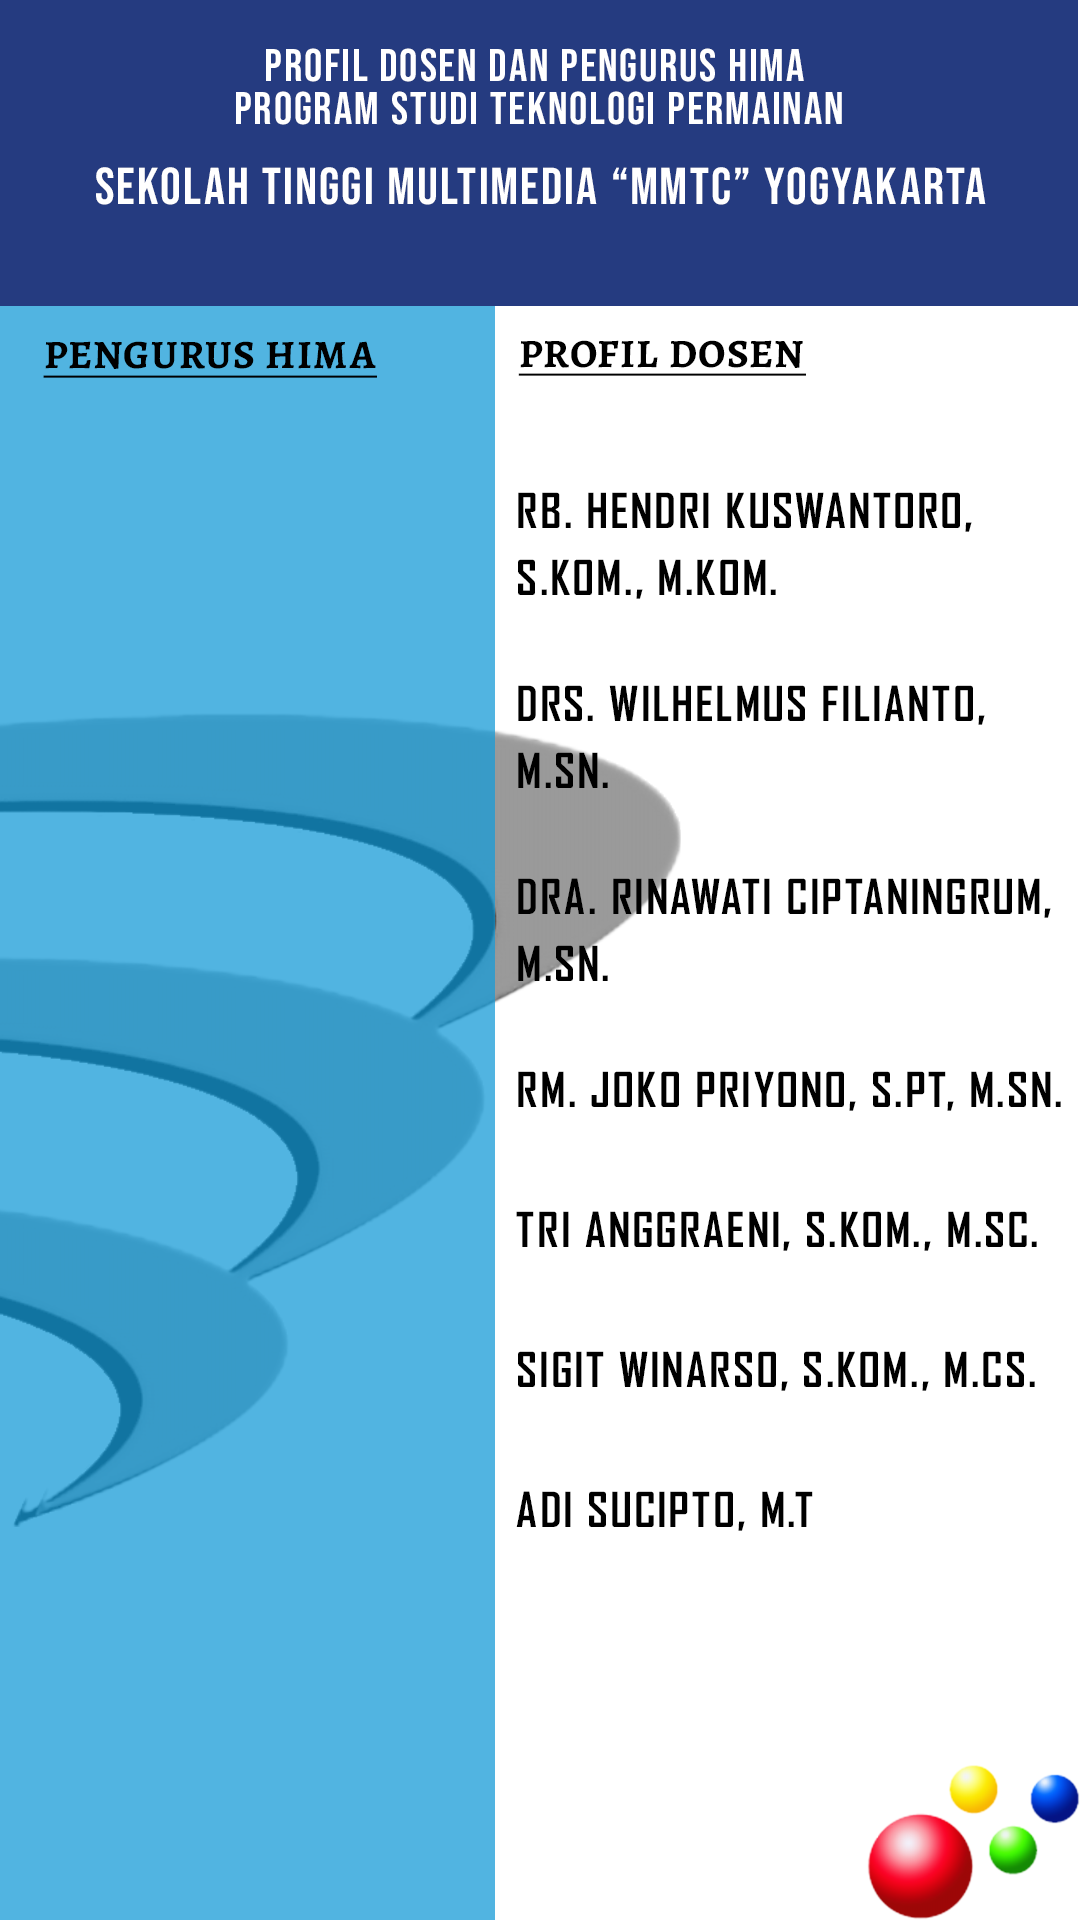 PROFIL DOSEN DAN PENGURUS HIMA
PROGRAM STUDI TEKNOLOGI PERMAINAN
SEKOLAH TINGGI MULTIMEDIA “MMTC” YOGYAKARTA
PENGURUS HIMA
PROFIL DOSEN
RB. HENDRI KUSWANTORO,
S.KOM., M.KOM.
DRS. WILHELMUS FILIANTO,
M.SN.
DRA. RINAWATI CIPTANINGRUM,
M.SN.
RM. JOKO PRIYONO, S.PT, M.SN.
TRI ANGGRAENI, S.KOM., M.SC.
SIGIT WINARSO, S.KOM., M.CS.
ADI SUCIPTO, M.T